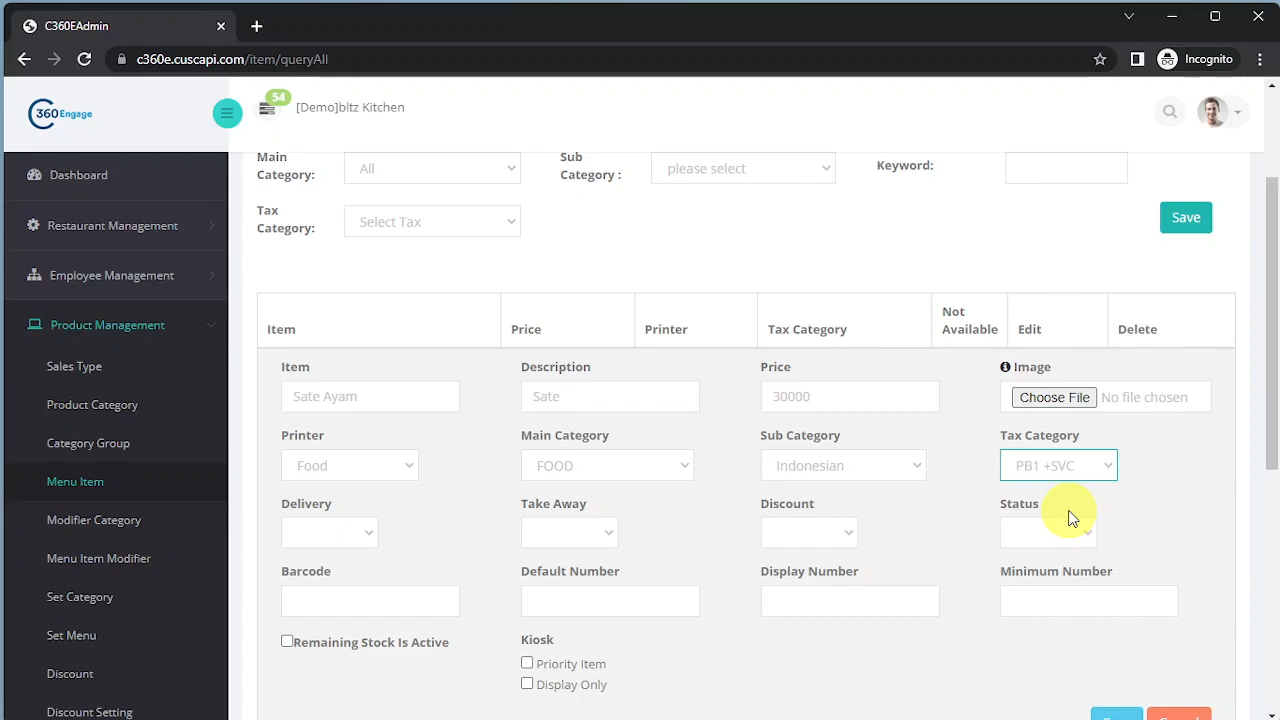 C360EAdmin
c360e.cuscapi.com/item/queryAll
Incognito
360 Engage
54
[Demo]bltz Kitchen
Main Category:
All
Sub Category :
please select
Keyword:
Tax Category:
Select Tax
Save
Dashboard
Restaurant Management
Employee Management
Product Management
Sales Type
Product Category
Category Group
Menu Item
Modifier Category
Menu Item Modifier
Set Category
Set Menu
Discount
Discount Setting
Item
Price
Printer
Tax Category
Not Available
Edit
Delete
Item
Description
Price
Image
Sate Ayam
Sate
30000
Choose File
No file chosen
Printer
Main Category
Sub Category
Tax Category
Food
FOOD
Indonesian
PB1 +SVC
Delivery
Take Away
Discount
Status
Barcode
Default Number
Display Number
Minimum Number
Remaining Stock Is Active
Kiosk
Priority Item
Display Only